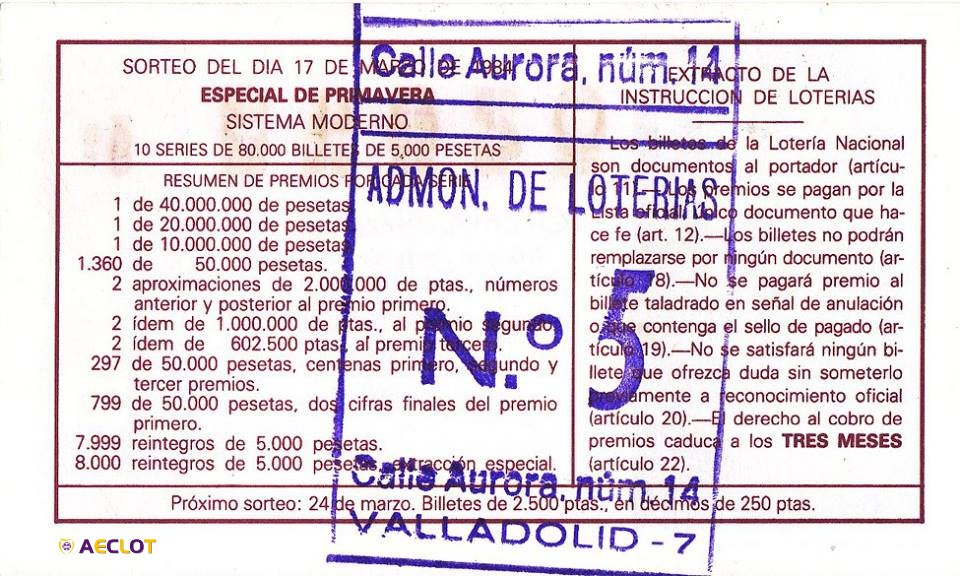 SORTEO DEL DIA 17 DE MARZO DE 1984
ESPECIAL DE PRIMAVERA
SISTEMA MODERNO
10 SERIES DE 80.000 BILLETES DE 5,000 PESETAS
RESUMEN DE PREMIOS POR CADA SERIE
1 de 40.000.000 de pesetas
1 de 20.000.000 de pesetas
1 de 10.000.000 de pesetas
1.360 de 50.000 pesetas.
2 aproximaciones de 2.000.000 de ptas., números
anterior y posterior al premio primero.
2 ídem de 1.000.000 de ptas., al premio segundo.
2 ídem de 602.500 ptas., al premio tercero.
297 de 50.000 pesetas, centenas primero, segundo y
tercer premios.
799 de 50.000 pesetas, dos cifras finales del premio
primero.
7.999 reintegros de 5.000 pesetas.
8.000 reintegros de 5.000 pesetas, extracción especial.
EXTRACTO DE LA
INSTRUCCION DE LOTERIAS
Los billetes de la Lotería Nacional
son documentos al portador (artícu-
lo 11).—Los premios se pagan por la
Lista oficial, único documento que ha-
ce fe (art. 12).—Los billetes no podrán
remplazarse por ningún documento (ar-
tículo 18).—No se pagará premio al
billete taladrado en señal de anulación
o que contenga el sello de pagado (ar-
tículo 19).—No se satisfará ningún bi-
llete que ofrezca duda sin someterlo
previamente a reconocimiento oficial
(artículo 20).—El derecho al cobro de
premios caduca a los TRES MESES
(artículo 22).
Próximo sorteo: 24 de marzo. Billetes de 2.500 ptas., en décimos de 250 ptas.
Calle Aurora, núm. 14
ADMON. DE LOTERIAS
N.º 5
Calle Aurora, núm. 14
VALLADOLID - 7
AECLOT